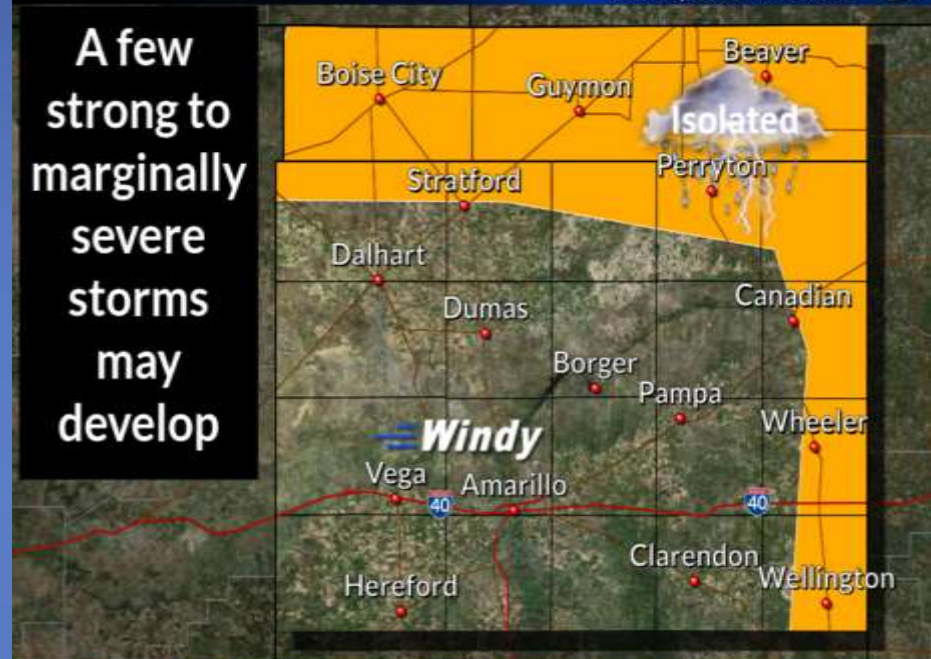 A few
strong to
marginally
severe
storms
may
develop
Beaver
Boise City
Guymon
Isolated
Perryton
Stratford
Dalhart
Canadian
Dumas
Borger
Pampa
Wheeler
Windy
Vega
Amarillo
40
40
Clarendon
Wellington
Hereford